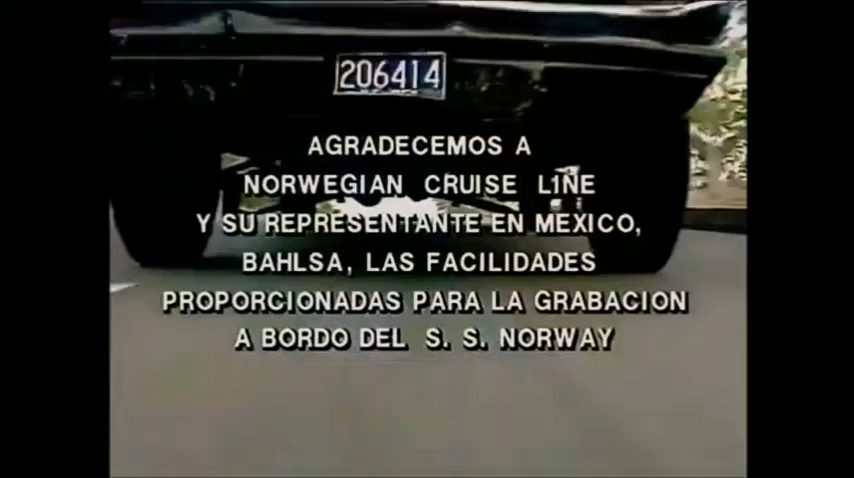 206414
AGRADECEMOS A
NORWEGIAN CRUISE LINE
Y SU REPRESENTANTE EN MEXICO,
BAHLSA, LAS FACILIDADES
PROPORCIONADAS PARA LA GRABACION
A BORDO DEL S. S. NORWAY